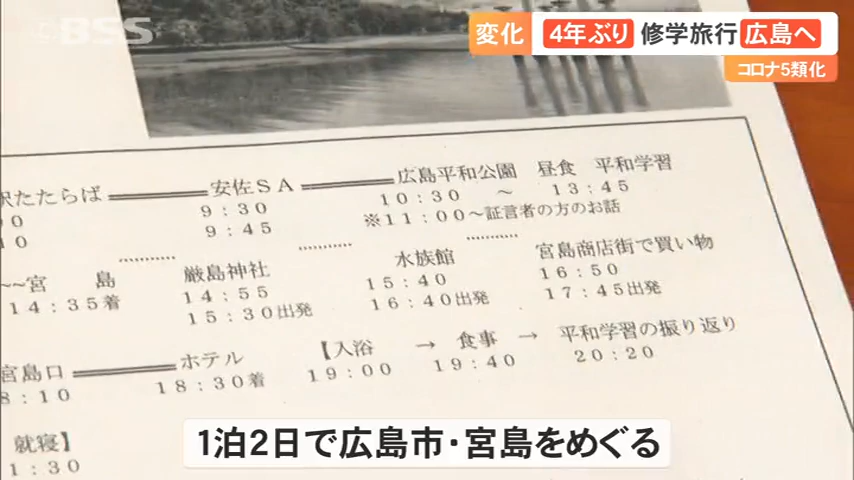 BSS
変化 4年ぶり 修学旅行 広島へ
コロナ5類化
たたらば 安佐SA 広島平和公園 昼食 平和学習
9:30 10:30 ~ 13:45
9:45 ※11:00~証言者の方のお話
~~宮 島 厳島神社 水族館 宮島商店街で買い物
14:35着 14:55 15:40 16:50
15:30出発 16:40出発 17:45出発
宮島口 ホテル 【入浴 → 食事 → 平和学習の振り返り
8:10 18:30着 19:00 19:40 20:20
就寝】
1:30
1泊2日で広島市・宮島をめぐる